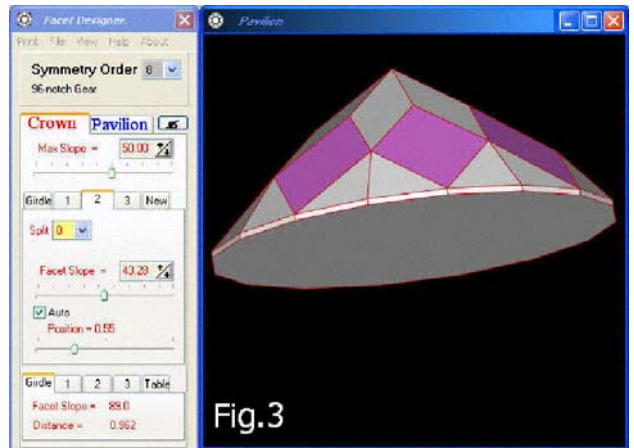 Facet Designer.
Print File View Help About
Symmetry Order 8
96-notch Gear
Crown Pavilion
Max Slope = 50.00
Girdle 1 2 3 New
Split 0
Facet Slope = 43.28
Auto
Position = 0.55
Girdle 1 2 3 Table
Facet Slope = 89.0
Distance = 0.962
Pavilion
Fig.3